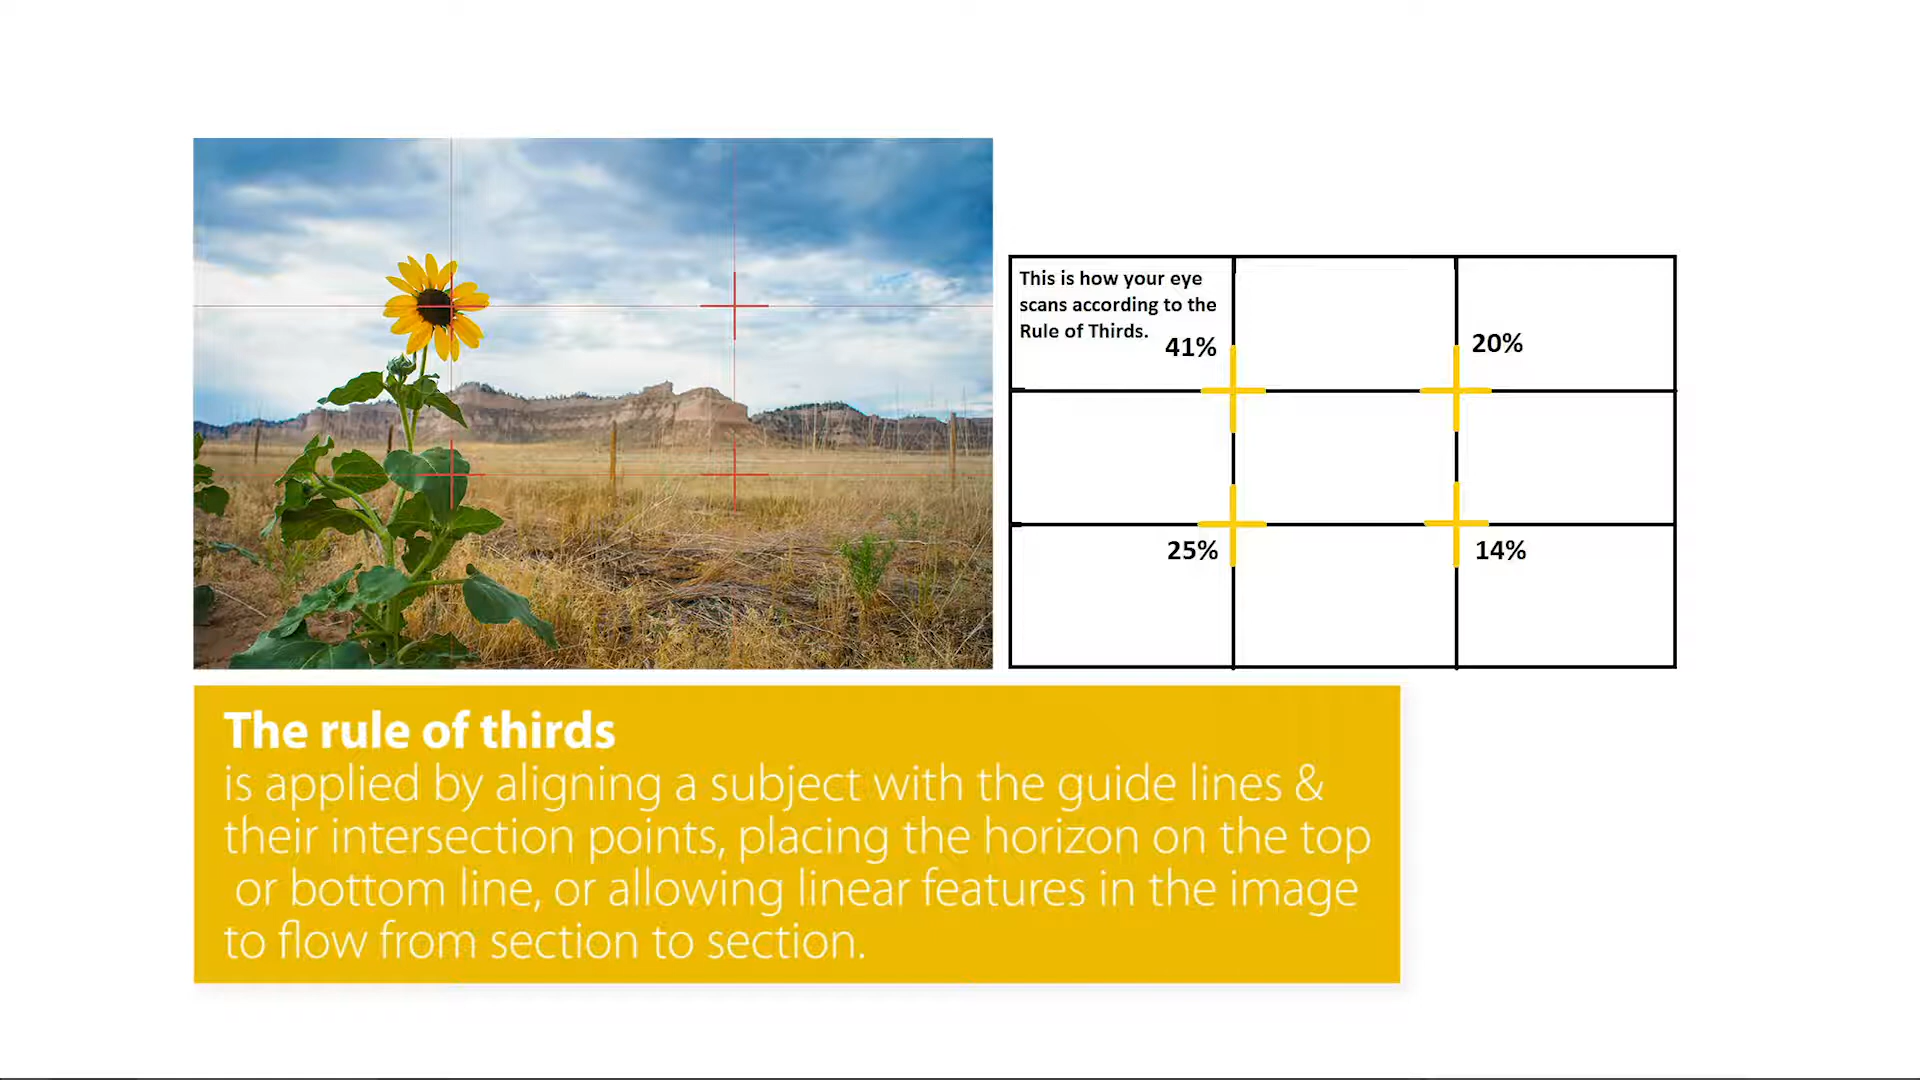 This is how your eye
scans according to the
Rule of Thirds.
41%
20%
25%
14%
The rule of thirds
is applied by aligning a subject with the guide lines &
their intersection points, placing the horizon on the top
or bottom line, or allowing linear features in the image
to flow from section to section.